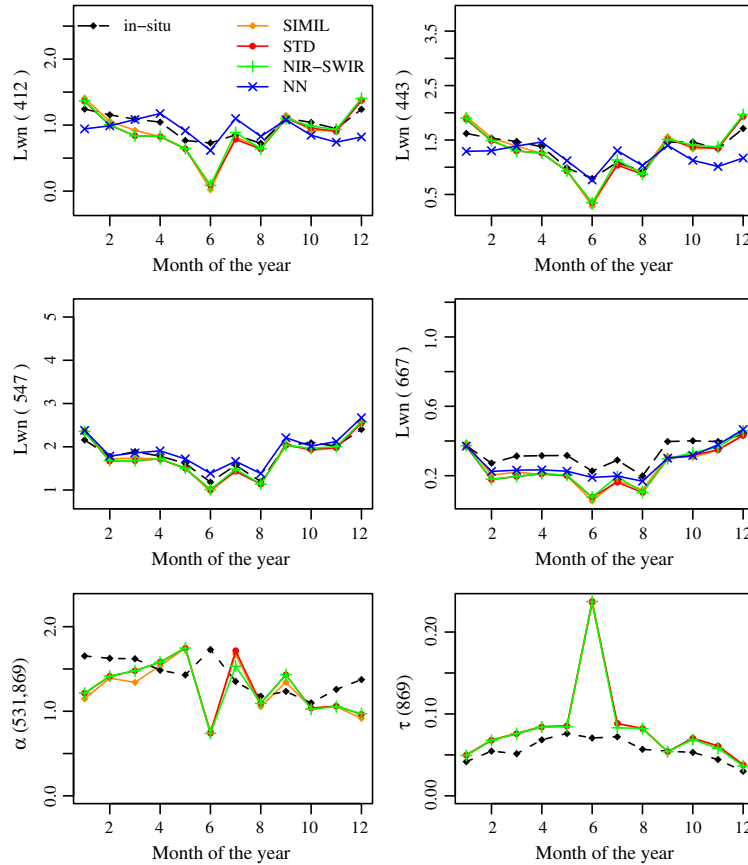 in-situ
SIMIL
STD
NIR−SWIR
NN
Lwn ( 412 )
0.0 1.0 2.0
2 4 6 8 10 12
Month of the year
Lwn ( 443 )
0.5 1.5 2.5 3.5
2 4 6 8 10 12
Month of the year
Lwn ( 547 )
1 2 3 4 5
2 4 6 8 10 12
Month of the year
Lwn ( 667 )
0.2 0.6 1.0
2 4 6 8 10 12
Month of the year
α (531,869)
0.0 1.0 2.0
2 4 6 8 10 12
Month of the year
τ (869)
0.00 0.10 0.20
2 4 6 8 10 12
Month of the year